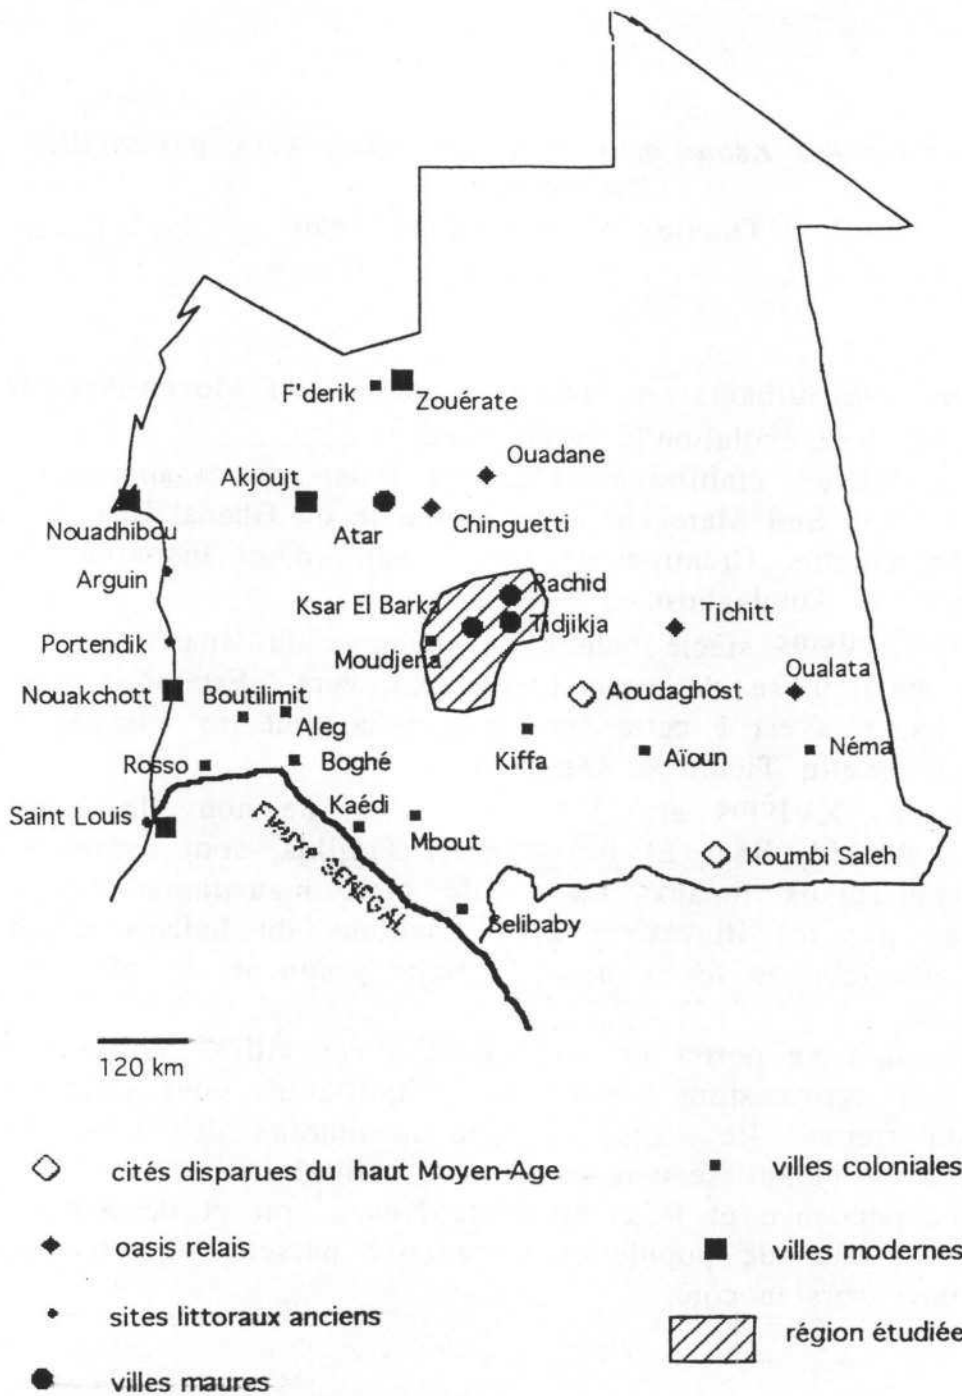 F'derik
Zouérate
Ouadane
Akjoujt
Atar
Chinguetti
Nouadhibou
Arguin
Rachid
Ksar El Barka
Tichitt
Tidjikja
Portendik
Moudjeria
Oualata
Nouakchott
Boutilimit
Aoudaghost
Aleg
Rosso
Boghé
Kiffa
Aïoun
Néma
Saint Louis
Kaédi
Mbout
Fleuve SENEGAL
Koumbi Saleh
Selibaby
120 km
cités disparues du haut Moyen-Age
villes coloniales
oasis relais
villes modernes
sites littoraux anciens
région étudiée
villes maures